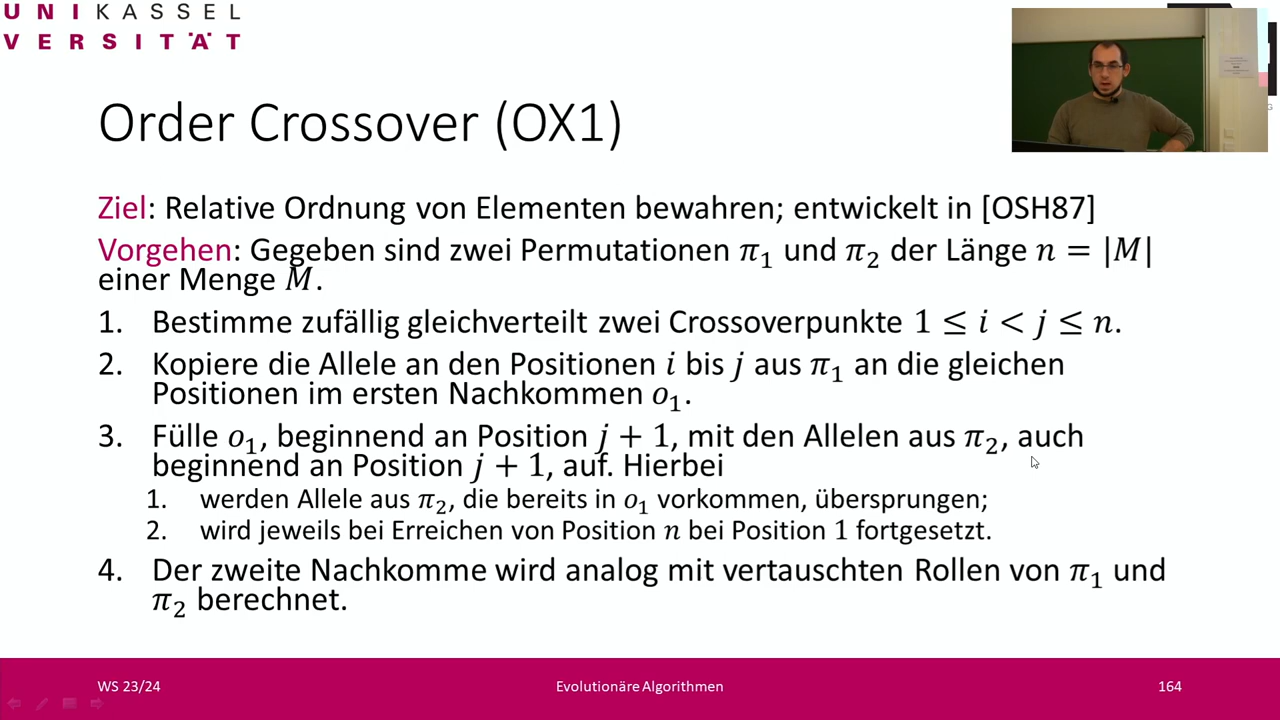 UNIKASSEL
VERSITÄT
Order Crossover (OX1)
Ziel: Relative Ordnung von Elementen bewahren; entwickelt in [OSH87]
Vorgehen: Gegeben sind zwei Permutationen π₁ und π₂ der Länge n = |M|
einer Menge M.
1. Bestimme zufällig gleichverteilt zwei Crossoverpunkte 1 ≤ i < j ≤ n.
2. Kopiere die Allele an den Positionen i bis j aus π₁ an die gleichen
Positionen im ersten Nachkommen o₁.
3. Fülle o₁, beginnend an Position j + 1, mit den Allelen aus π₂, auch
beginnend an Position j + 1, auf. Hierbei
1. werden Allele aus π₂, die bereits in o₁ vorkommen, übersprungen;
2. wird jeweils bei Erreichen von Position n bei Position 1 fortgesetzt.
4. Der zweite Nachkomme wird analog mit vertauschten Rollen von π₁ und
π₂ berechnet.
WS 23/24
Evolutionäre Algorithmen
164